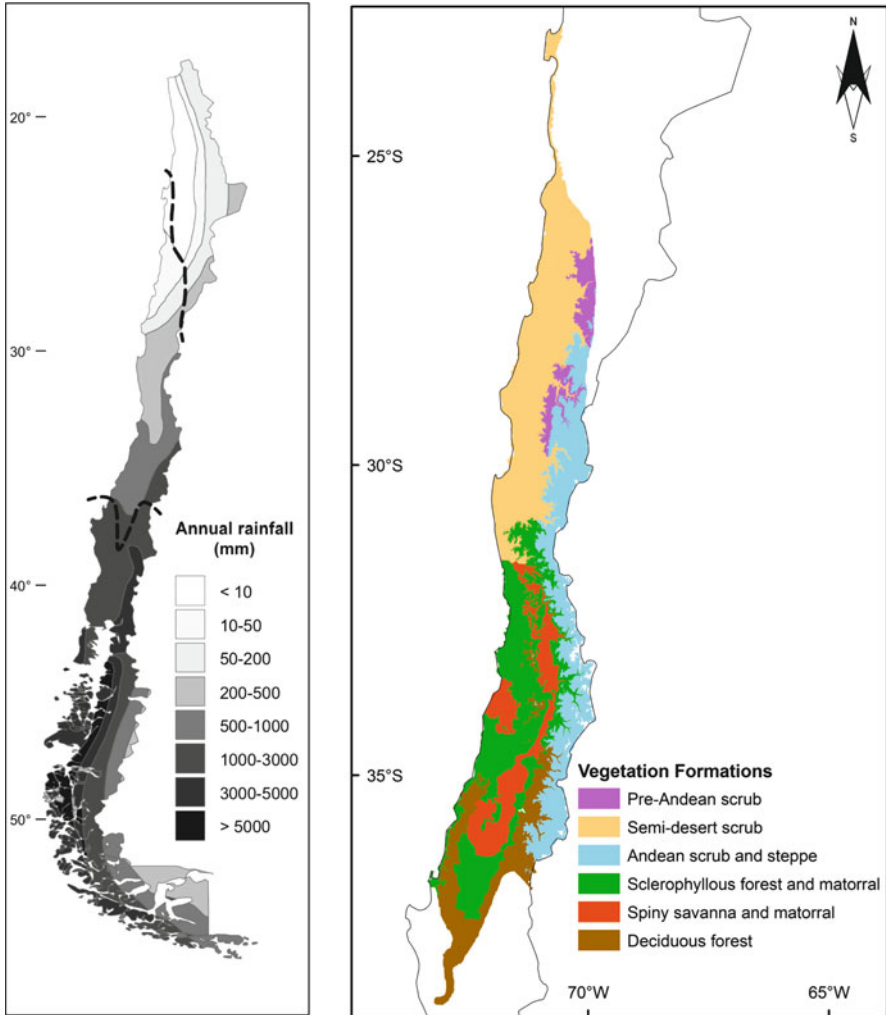 20°
30°
40°
50°
Annual rainfall
(mm)
< 10
10-50
50-200
200-500
500-1000
1000-3000
3000-5000
> 5000
N
S
25°S
30°S
35°S
Vegetation Formations
Pre-Andean scrub
Semi-desert scrub
Andean scrub and steppe
Sclerophyllous forest and matorral
Spiny savanna and matorral
Deciduous forest
70°W
65°W